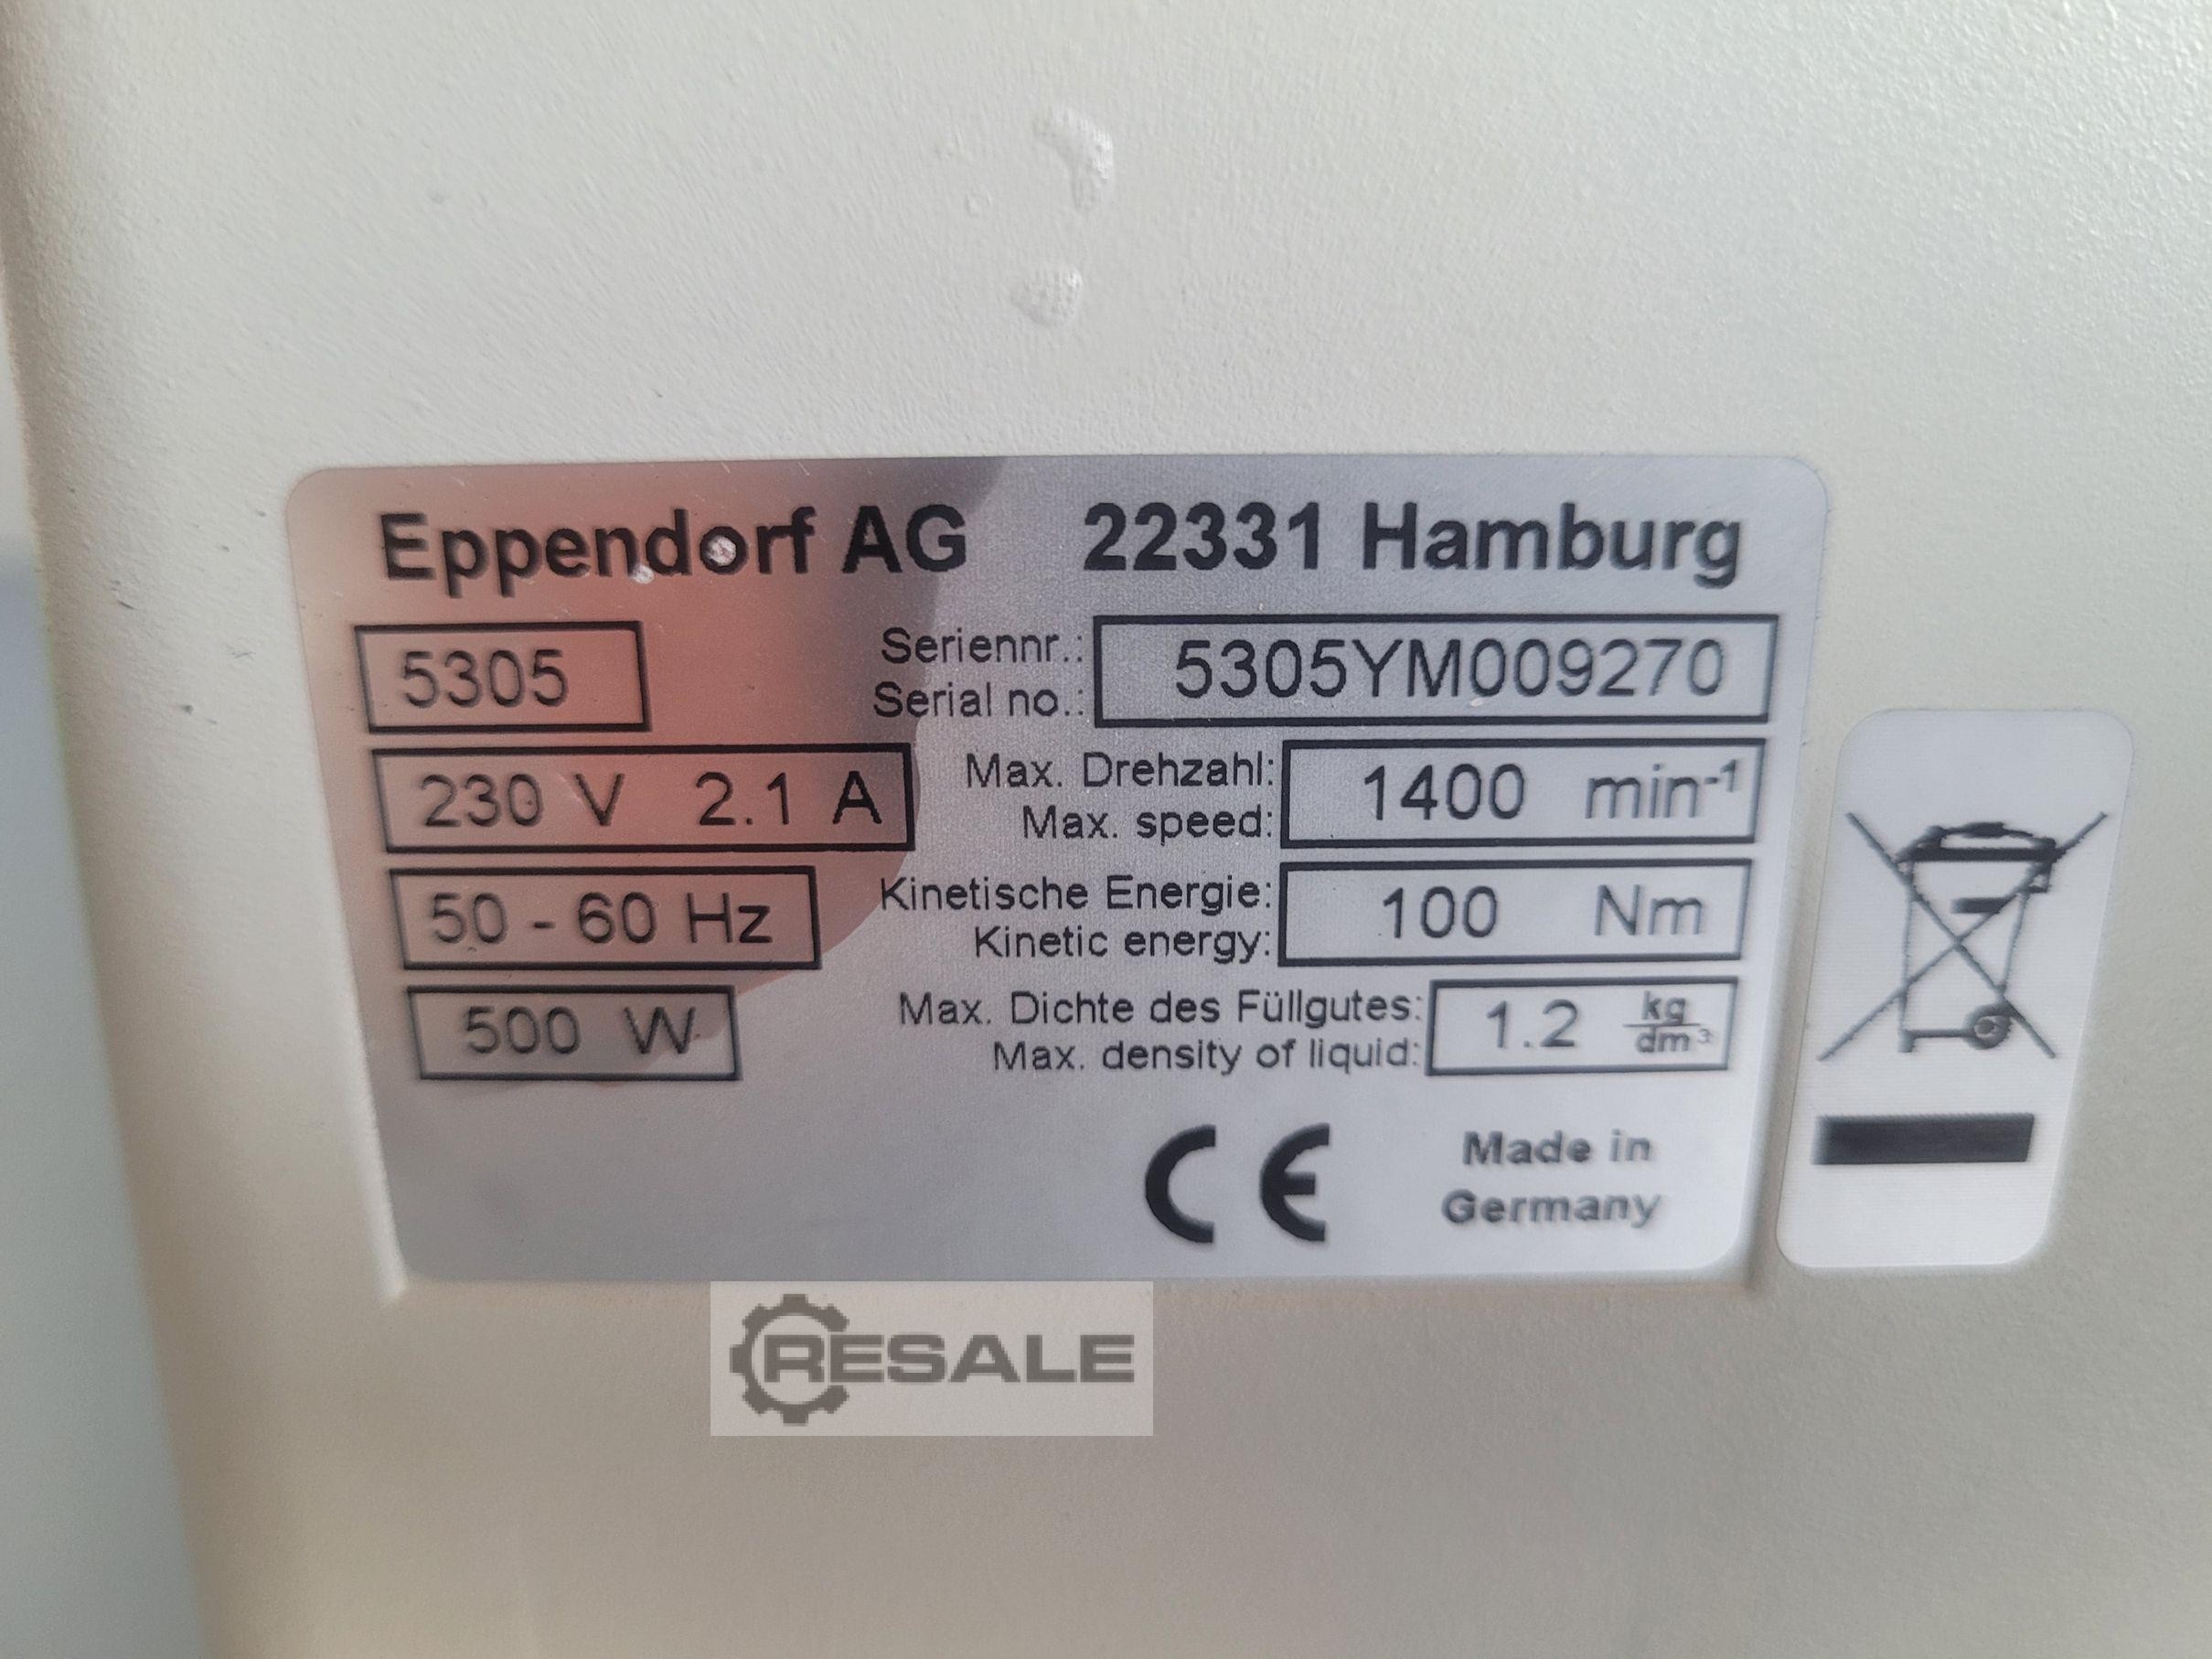 Eppendorf AG 22331 Hamburg
5305
Seriennr.:
Serial no.:
5305YM009270
230 V 2.1 A
Max. Drehzahl:
Max. speed:
1400 min⁻¹
50 - 60 Hz
Kinetische Energie:
Kinetic energy:
100 Nm
500 W
Max. Dichte des Füllgutes:
Max. density of liquid:
1.2 kg/dm³
CE
Made in
Germany
RESALE